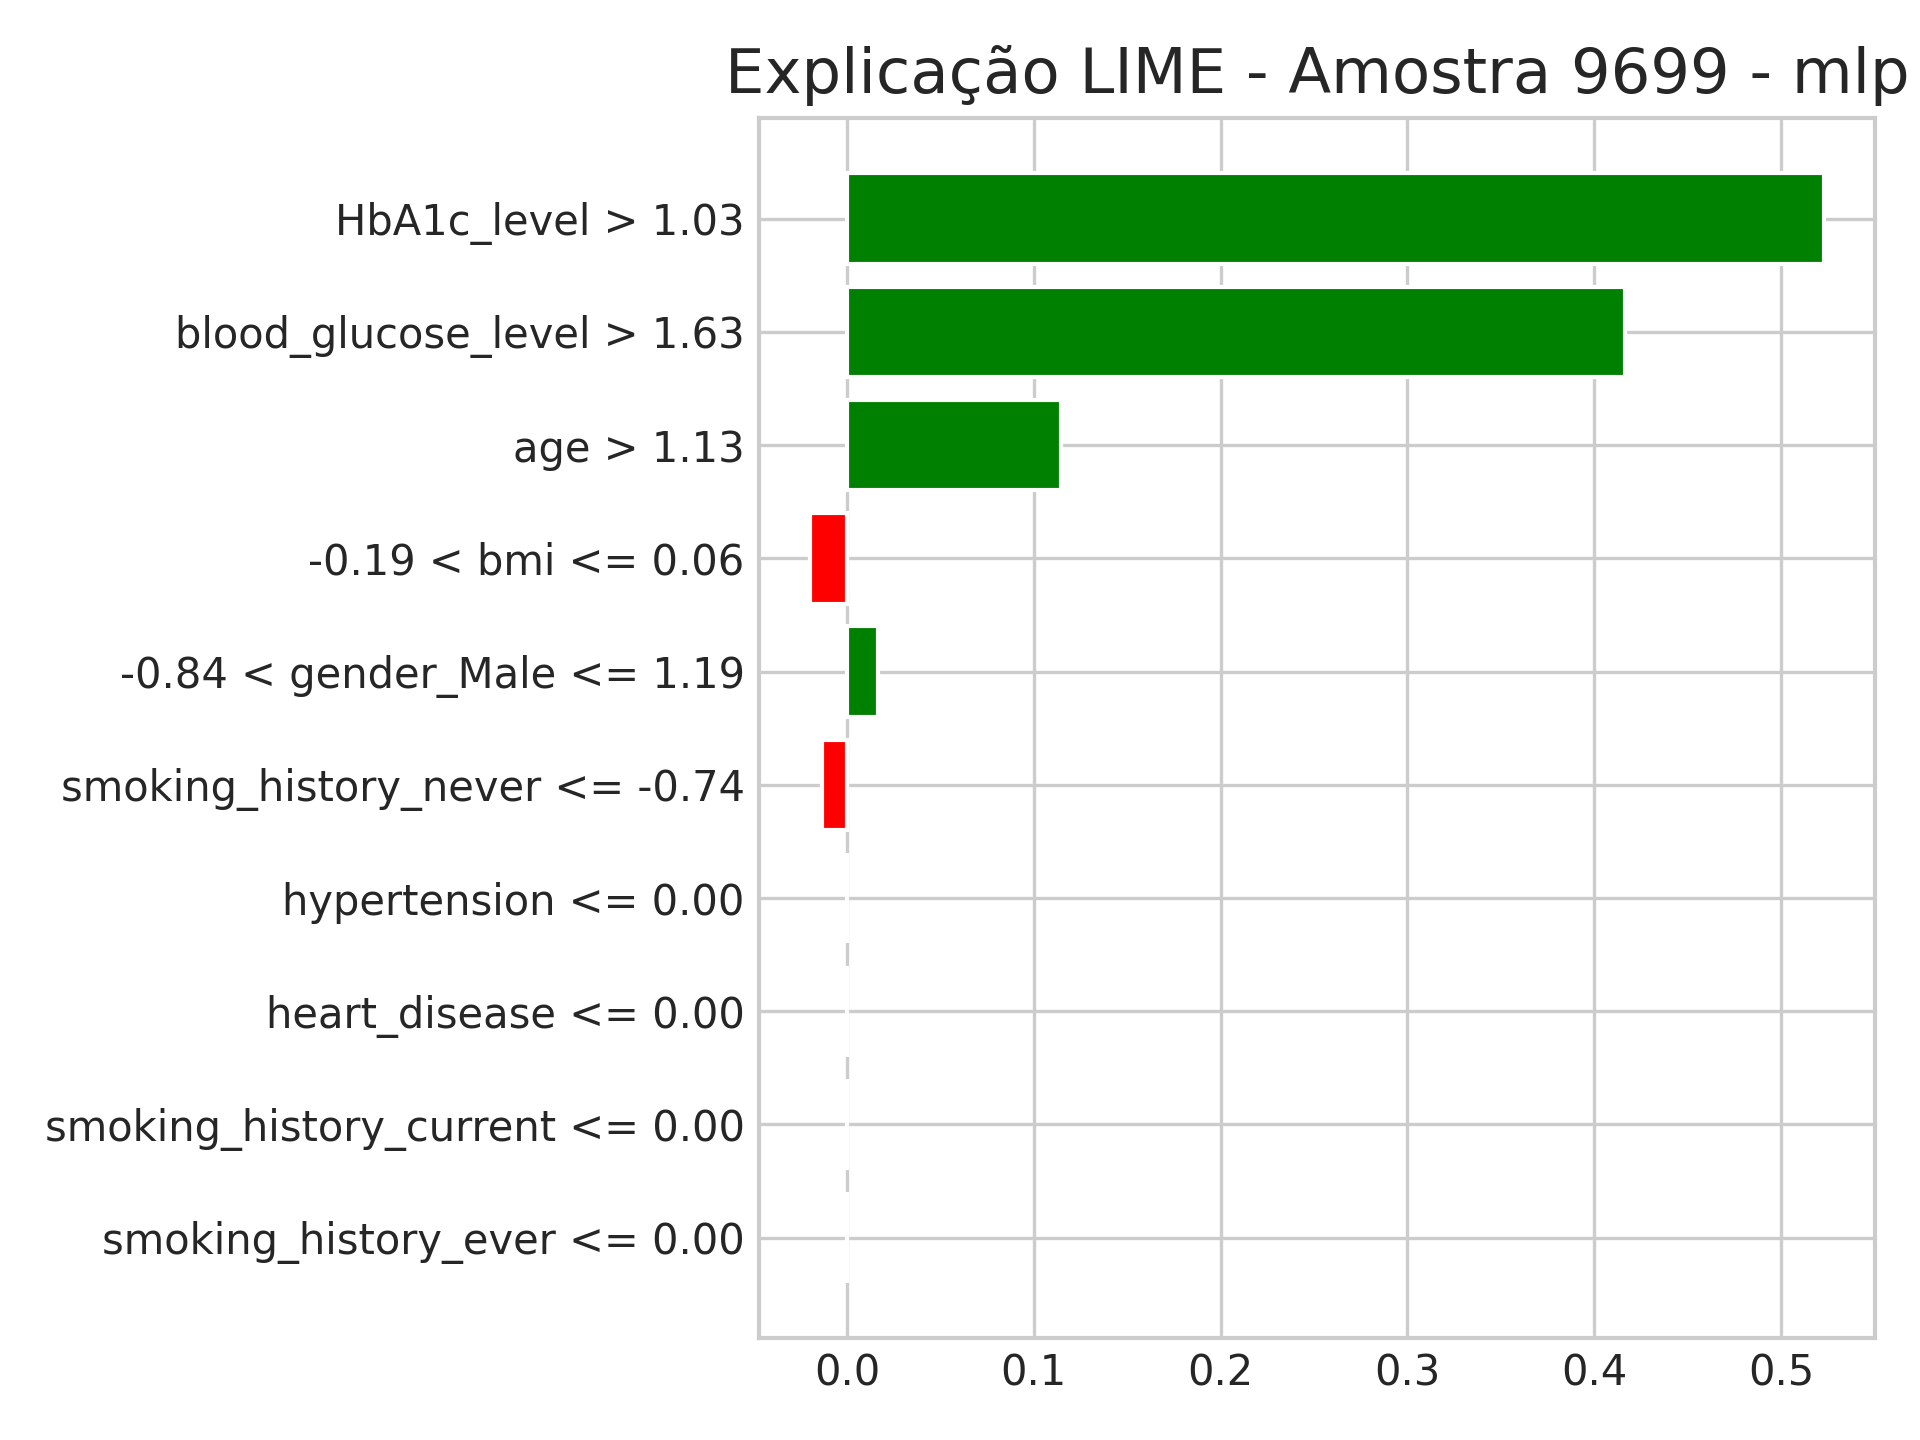 Explicação LIME - Amostra 9699 - mlp
HbA1c_level > 1.03
blood_glucose_level > 1.63
age > 1.13
-0.19 < bmi <= 0.06
-0.84 < gender_Male <= 1.19
smoking_history_never <= -0.74
hypertension <= 0.00
heart_disease <= 0.00
smoking_history_current <= 0.00
smoking_history_ever <= 0.00
0.0 0.1 0.2 0.3 0.4 0.5